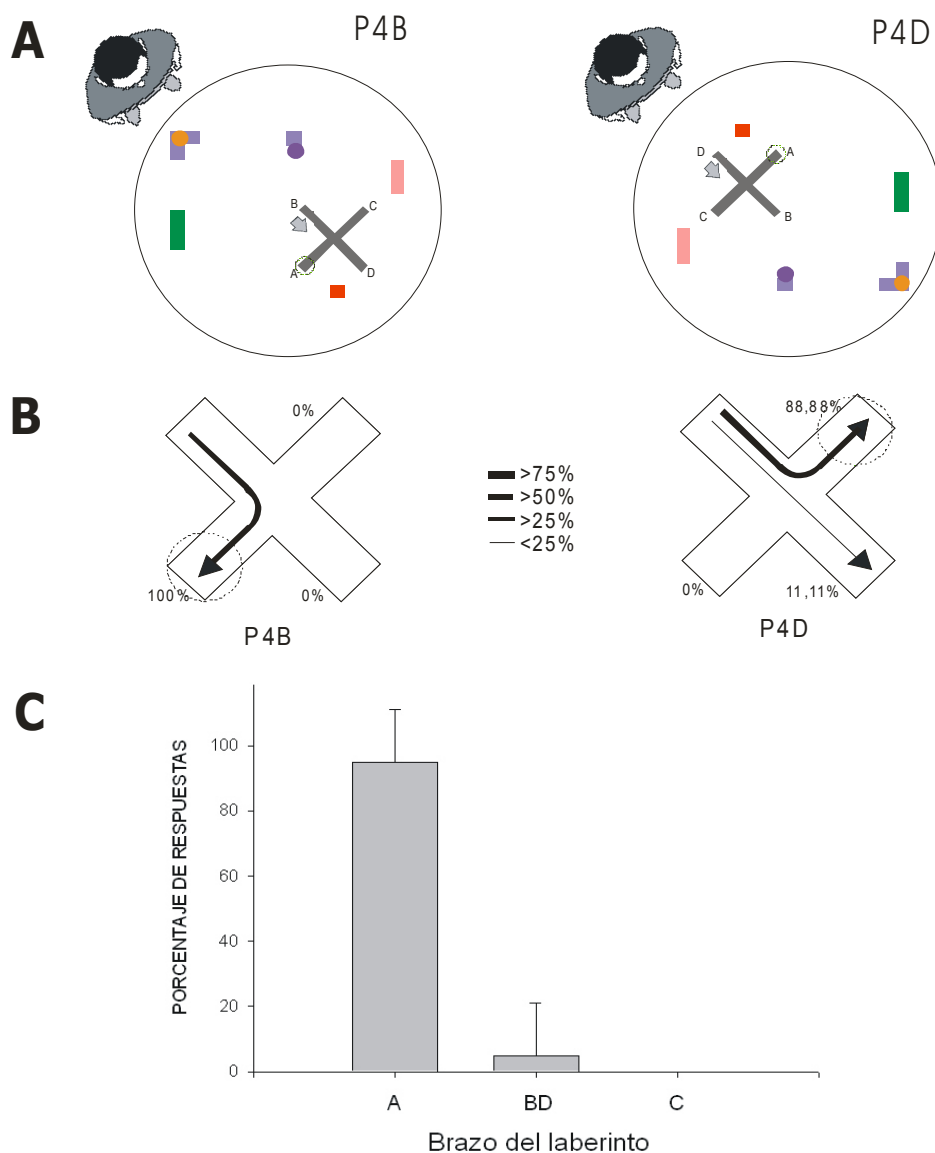 A
P4B
P4D
B
C
A
D
D
A
C
B
B
0%
100%
0%
P4B
>75%
>50%
>25%
<25%
88,88%
0%
11,11%
P4D
C
PORCENTAJE DE RESPUESTAS
100
80
60
40
20
0
A
BD
C
Brazo del laberinto